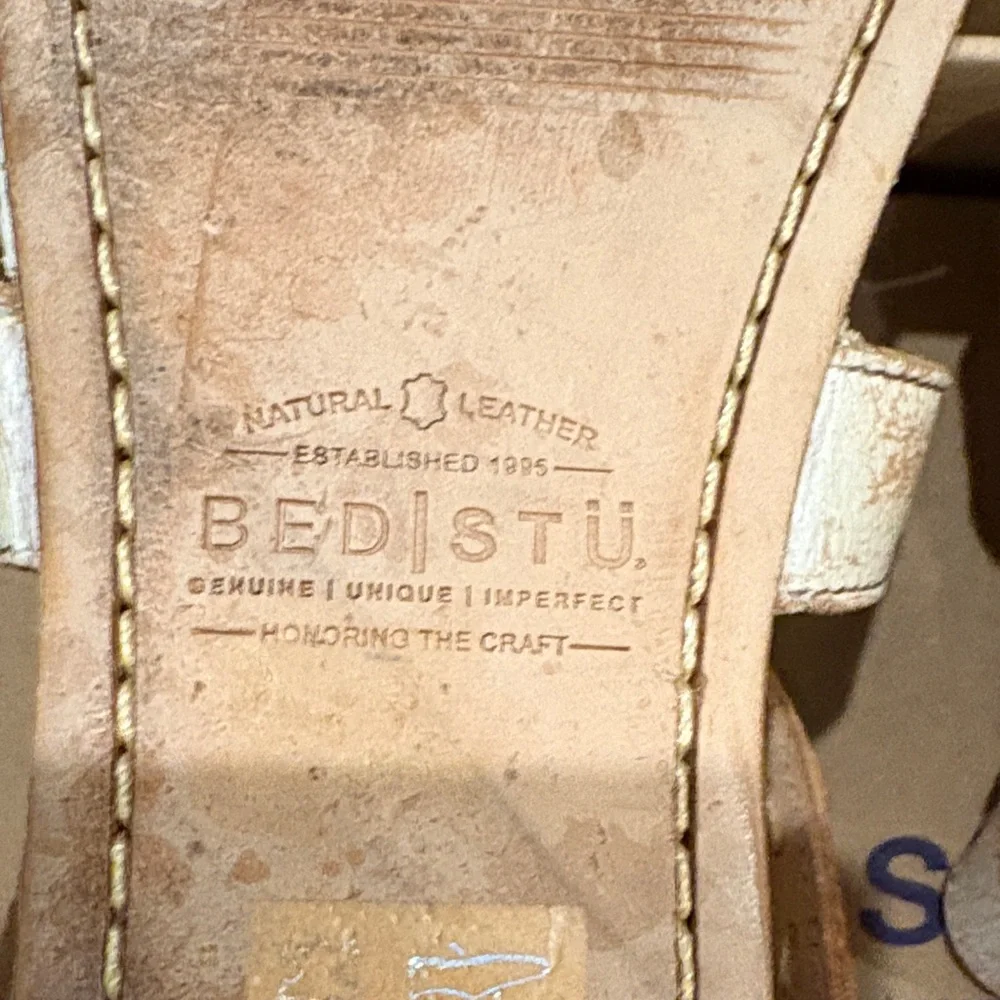 NATURAL LEATHER
ESTABLISHED 1995
BED|STÜ
GENUINE | UNIQUE | IMPERFECT
HONORING THE CRAFT
S